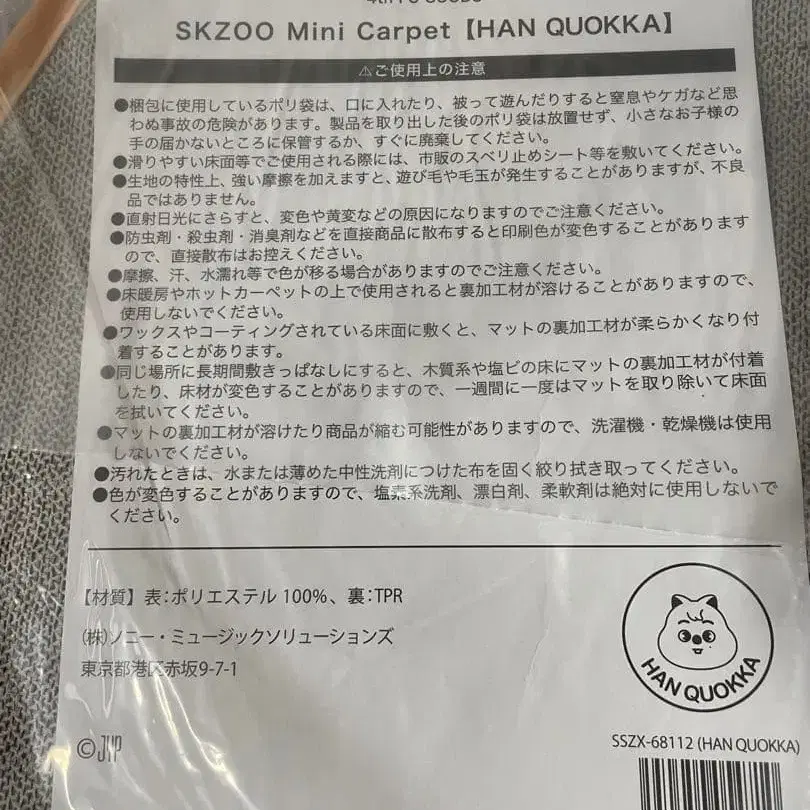 SKZOO Mini Carpet【HAN QUOKKA】
⚠ご使用上の注意
●梱包に使用しているポリ袋は、口に入れたり、被って遊んだりすると窒息やケガなど思
わぬ事故の危険があります。製品を取り出した後のポリ袋は放置せず、小さなお子様の
手の届かないところに保管するか、すぐに廃棄してください。
●滑りやすい床面等でご使用される際には、市販のスベリ止めシート等を敷いてください。
●生地の特性上、強い摩擦を加えますと、遊び毛や毛玉が発生することがありますが、不良
品ではありません。
●直射日光にさらすと、変色や黄変などの原因になりますのでご注意ください。
●防虫剤・殺虫剤・消臭剤などを直接商品に散布すると印刷色が変色することがあります
ので、直接散布はお控えください。
●摩擦、汗、水濡れ等で色が移る場合がありますのでご注意ください。
●床暖房やホットカーペットの上で使用されると裏加工材が溶けることがありますので、
使用しないでください。
●ワックスやコーティングされている床面に敷くと、マットの裏加工材が柔らかくなり付
着することがあります。
●同じ場所に長期間敷きっぱなしにすると、木質系や塩ビの床にマットの裏加工材が付着
したり、床材が変色することがありますので、一週間に一度はマットを取り除いて床面
を拭いてください。
●マットの裏加工材が溶けたり商品が縮む可能性がありますので、洗濯機・乾燥機は使用
しないでください。
●汚れたときは、水または薄めた中性洗剤につけた布を固く絞り拭き取ってください。
●色が変色することがありますので、塩素系洗剤、漂白剤、柔軟剤は絶対に使用しないで
ください。
【材質】表:ポリエステル 100%、裏:TPR
(株)ソニー・ミュージックソリューションズ
東京都港区赤坂9-7-1
HAN QUOKKA
©JYP
SSZX-68112 (HAN QUOKKA)